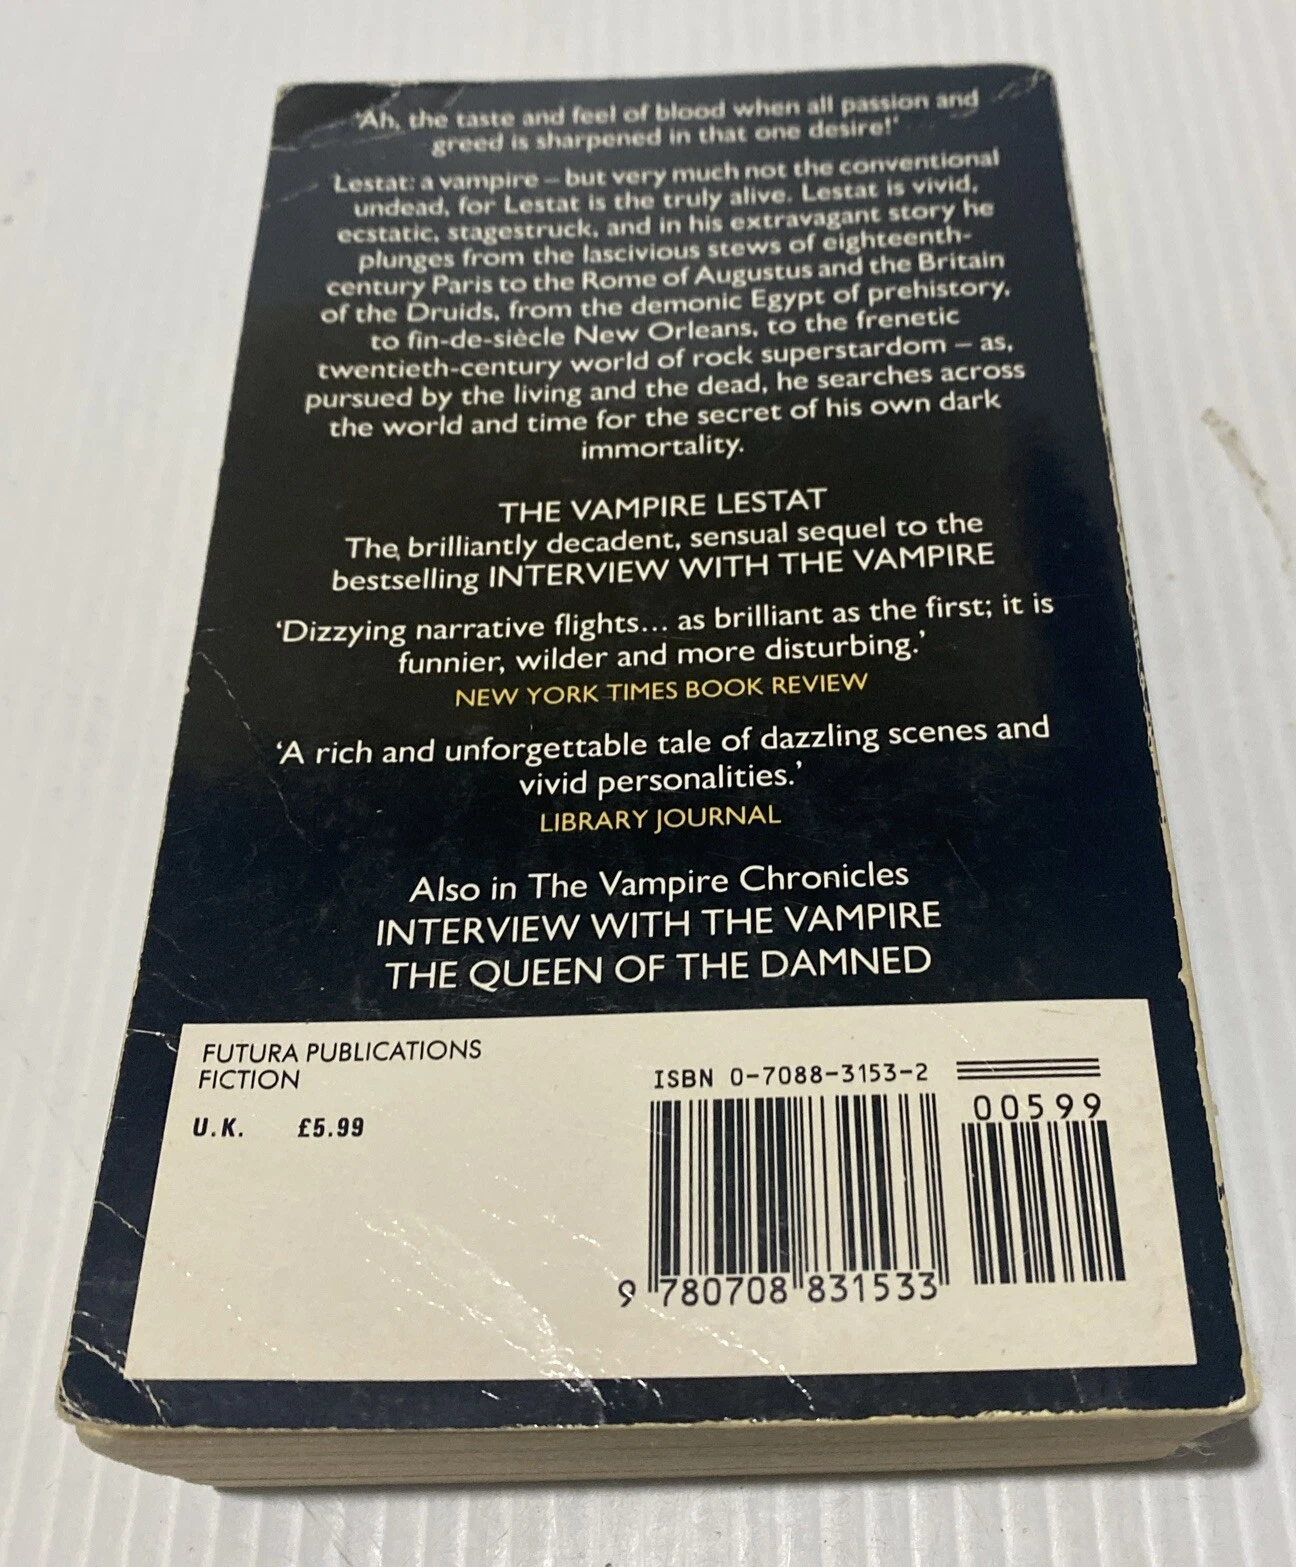 'Ah, the taste and feel of blood when all passion and
greed is sharpened in that one desire!'
Lestat: a vampire – but very much not the conventional
undead, for Lestat is the truly alive. Lestat is vivid,
ecstatic, stagestruck, and in his extravagant story he
plunges from the lascivious stews of eighteenth-
century Paris to the Rome of Augustus and the Britain
of the Druids, from the demonic Egypt of prehistory,
to fin-de-siècle New Orleans, to the frenetic
twentieth-century world of rock superstardom – as,
pursued by the living and the dead, he searches across
the world and time for the secret of his own dark
immortality.
THE VAMPIRE LESTAT
The brilliantly decadent, sensual sequel to the
bestselling INTERVIEW WITH THE VAMPIRE
'Dizzying narrative flights... as brilliant as the first; it is
funnier, wilder and more disturbing.'
NEW YORK TIMES BOOK REVIEW
'A rich and unforgettable tale of dazzling scenes and
vivid personalities.'
LIBRARY JOURNAL
Also in The Vampire Chronicles
INTERVIEW WITH THE VAMPIRE
THE QUEEN OF THE DAMNED
FUTURA PUBLICATIONS
FICTION
U.K. £5.99
ISBN 0-7088-3153-2
00599
9 780708 831533